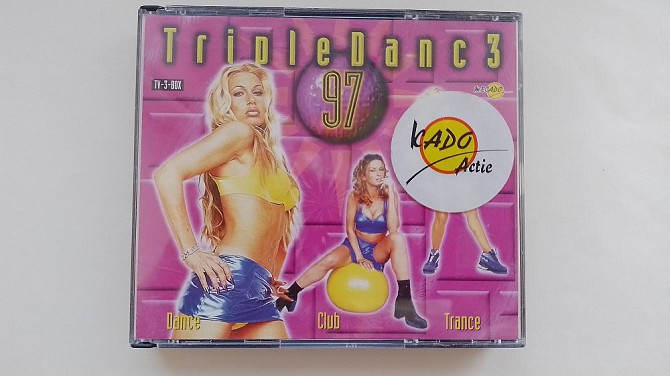 TripleDanc3
97
TV-3-BOX
KADO
Actie
Dance Club Trance